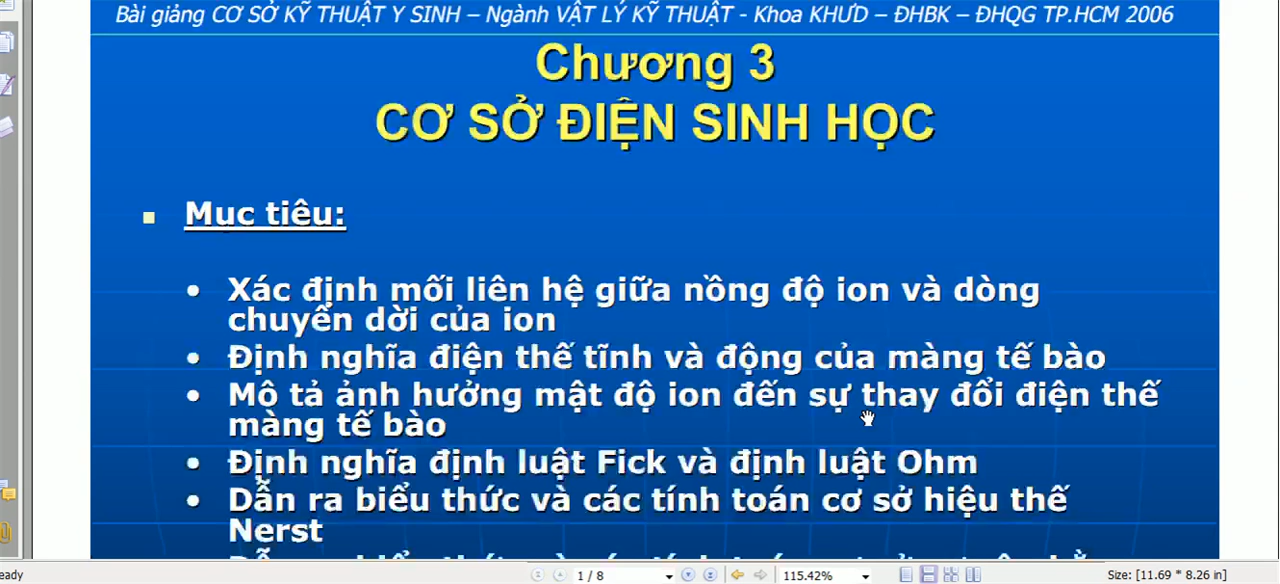 Bài giảng CƠ SỞ KỸ THUẬT Y SINH – Ngành VẬT LÝ KỸ THUẬT - Khoa KHƯD – ĐHBK – ĐHQG TP.HCM 2006
Chương 3
CƠ SỞ ĐIỆN SINH HỌC
Mục tiêu:
Xác định mối liên hệ giữa nồng độ ion và dòng
chuyển dời của ion
Định nghĩa điện thế tĩnh và động của màng tế bào
Mô tả ảnh hưởng mật độ ion đến sự thay đổi điện thế
màng tế bào
Định nghĩa định luật Fick và định luật Ohm
Dẫn ra biểu thức và các tính toán cơ sở hiệu thế
Nerst
eady
1 / 8
115.42%
Size: [11.69 * 8.26 in]